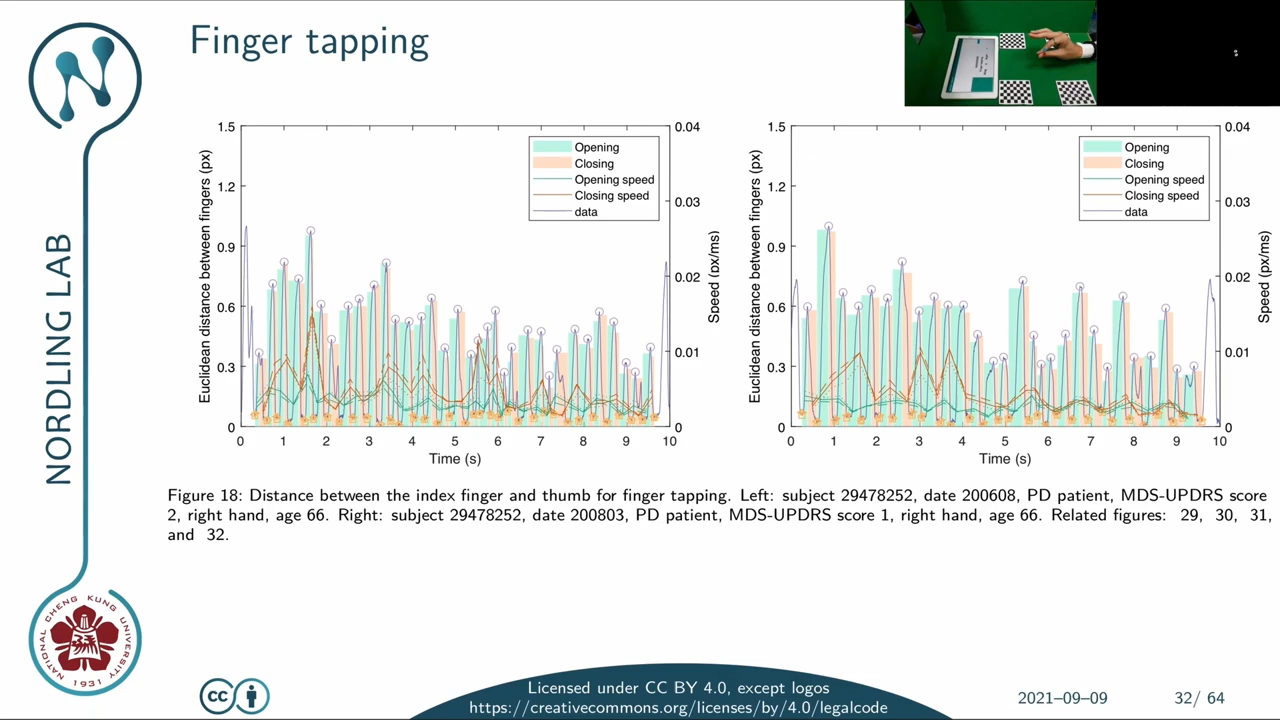 Finger tapping
NORDLING LAB
1.5
1.2
0.9
0.6
0.3
0
Euclidean distance between fingers (px)
0 1 2 3 4 5 6 7 8 9 10
Time (s)
0.04
0.03
0.02
0.01
0
Speed (px/ms)
Opening
Closing
Opening speed
Closing speed
data
1.5
1.2
0.9
0.6
0.3
0
Euclidean distance between fingers (px)
0 1 2 3 4 5 6 7 8 9 10
Time (s)
0.04
0.03
0.02
0.01
0
Speed (px/ms)
Opening
Closing
Opening speed
Closing speed
data
Figure 18: Distance between the index finger and thumb for finger tapping. Left: subject 29478252, date 200608, PD patient, MDS-UPDRS score
2, right hand, age 66. Right: subject 29478252, date 200803, PD patient, MDS-UPDRS score 1, right hand, age 66. Related figures: 29, 30, 31,
and 32.
NATIONAL CHENG KUNG UNIVERSITY
1931
cc
Licensed under CC BY 4.0, except logos
https://creativecommons.org/licenses/by/4.0/legalcode
2021–09–09
32/ 64